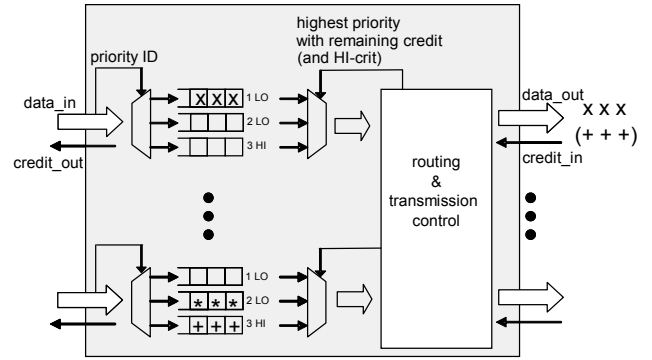 highest priority
with remaining credit
(and HI-crit)
priority ID
data_in
credit_out
x x x 1 LO
2 LO
3 HI
data_out
x x x
(+ + +)
credit_in
routing
&
transmission
control
1 LO
* * * 2 LO
+ + + 3 HI